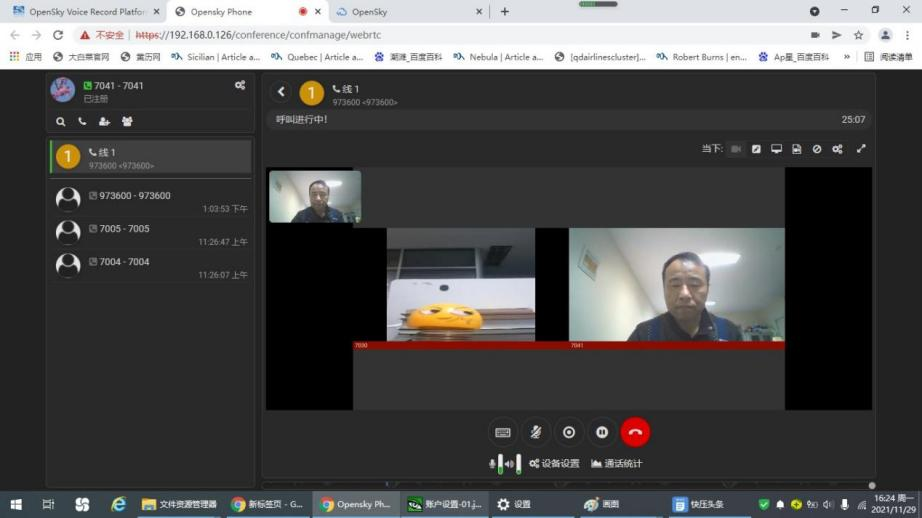 OpenSky Voice Record Platform
Opensky Phone
OpenSky
不安全
https://192.168.0.126/conference/confmanage/webrtc
应用
大白菜官网
黄历网
Sicilian | Article a...
Quebec | Article a...
潮滩_百度百科
Nebula | Article a...
[qdairlinescluster]...
Robert Burns | en...
Ap星_百度百科
»
阅读清单
7041 - 7041
已注册
线 1
973600 <973600>
呼叫进行中!
25:07
当下:
1
线 1
973600 <973600>
973600 - 973600
1:03:53 下午
7005 - 7005
11:26:47 上午
7004 - 7004
11:26:07 上午
1
7030
7041
设备设置
通话统计
文件资源管理器
新标签页 - G...
Opensky Ph...
账户设置-01.j...
设置
画图
快压头条
16:24 周一
2021/11/29